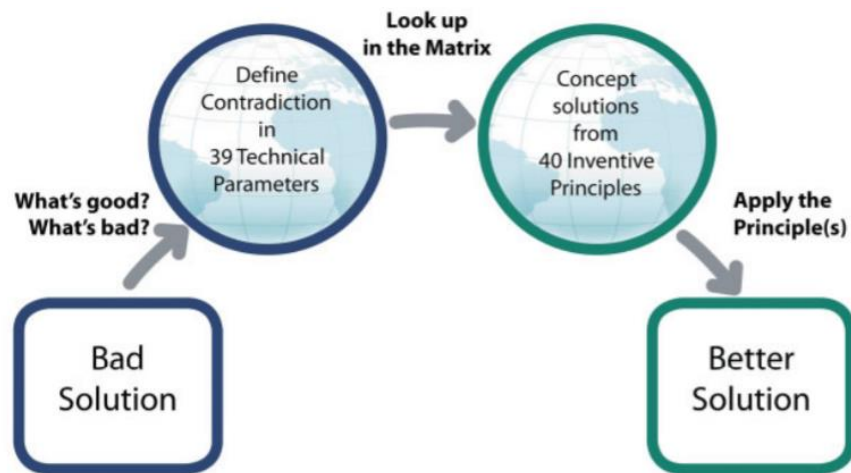 Bad
Solution
What's good?
What's bad?
Define
Contradiction
in
39 Technical
Parameters
Look up
in the Matrix
Concept
solutions
from
40 Inventive
Principles
Apply the
Principle(s)
Better
Solution